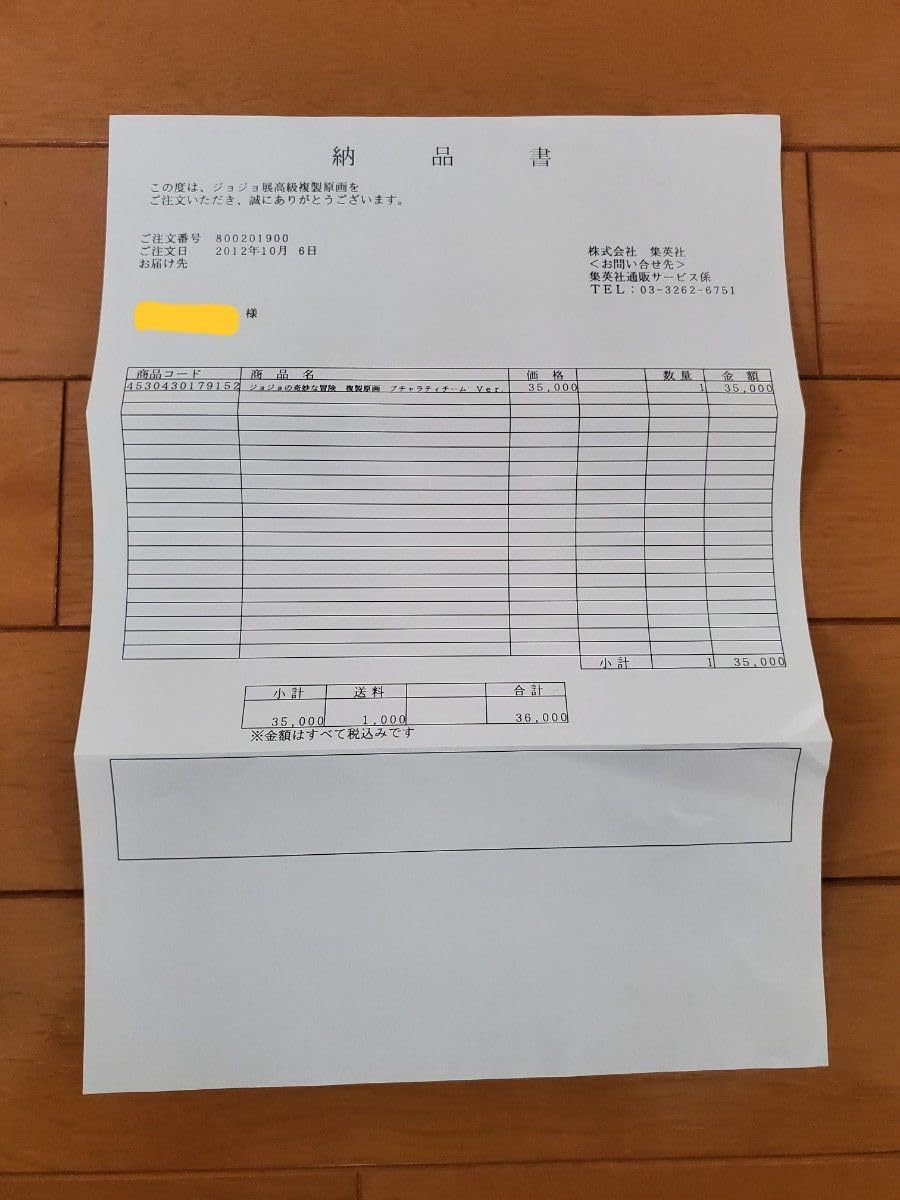 納品書
この度は、ジョジョ展高級複製原画を
ご注文いただき、誠にありがとうございます。
ご注文番号 800201900
ご注文日 2012年10月 6日
お届け先
様
株式会社 集英社
<お問い合せ先>
集英社通販サービス係
TEL:03-3262-6751
商品コード 商品名 価格 数量 金額
4530430179152 ジョジョの奇妙な冒険 複製原画 ブチャラティチーム Ver. 35,000 1 35,000
小計 1 35,000
小計 送料 合計
35,000 1,000 36,000
※金額はすべて税込みです